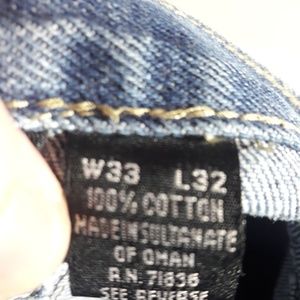 W33 L32
100% COTTON
MADE IN SULTANATE
OF OMAN
R.N. 71836
SEE REVERSE